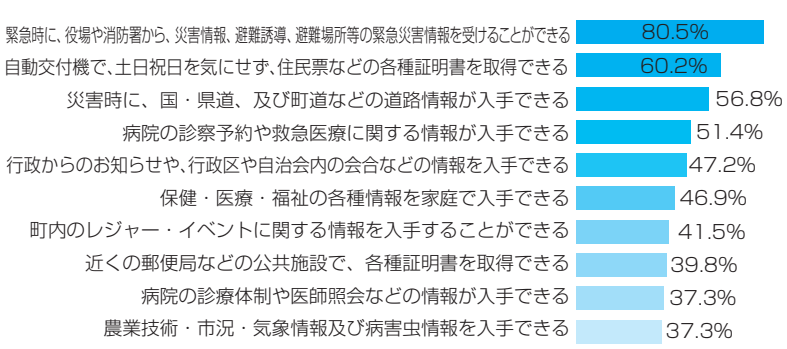 緊急時に、役場や消防署から、災害情報、避難誘導、避難場所等の緊急災害情報を受けることができる 80.5%
自動交付機で、土日祝日を気にせず、住民票などの各種証明書を取得できる 60.2%
災害時に、国・県道、及び町道などの道路情報が入手できる 56.8%
病院の診察予約や救急医療に関する情報が入手できる 51.4%
行政からのお知らせや、行政区や自治会内の会合などの情報を入手できる 47.2%
保健・医療・福祉の各種情報を家庭で入手できる 46.9%
町内のレジャー・イベントに関する情報を入手することができる 41.5%
近くの郵便局などの公共施設で、各種証明書を取得できる 39.8%
病院の診療体制や医師照会などの情報が入手できる 37.3%
農業技術・市況・気象情報及び病害虫情報を入手できる 37.3%